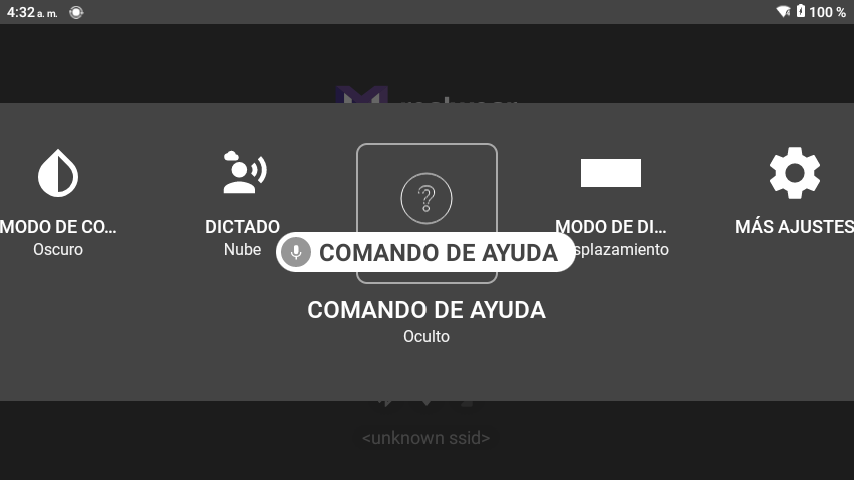 4:32 a. m.
100 %
MODO DE CO...
Oscuro
DICTADO
Nube
?
COMANDO DE AYUDA
COMANDO DE AYUDA
Oculto
MODO DE DI...
MÁS AJUSTES
<unknown ssid>